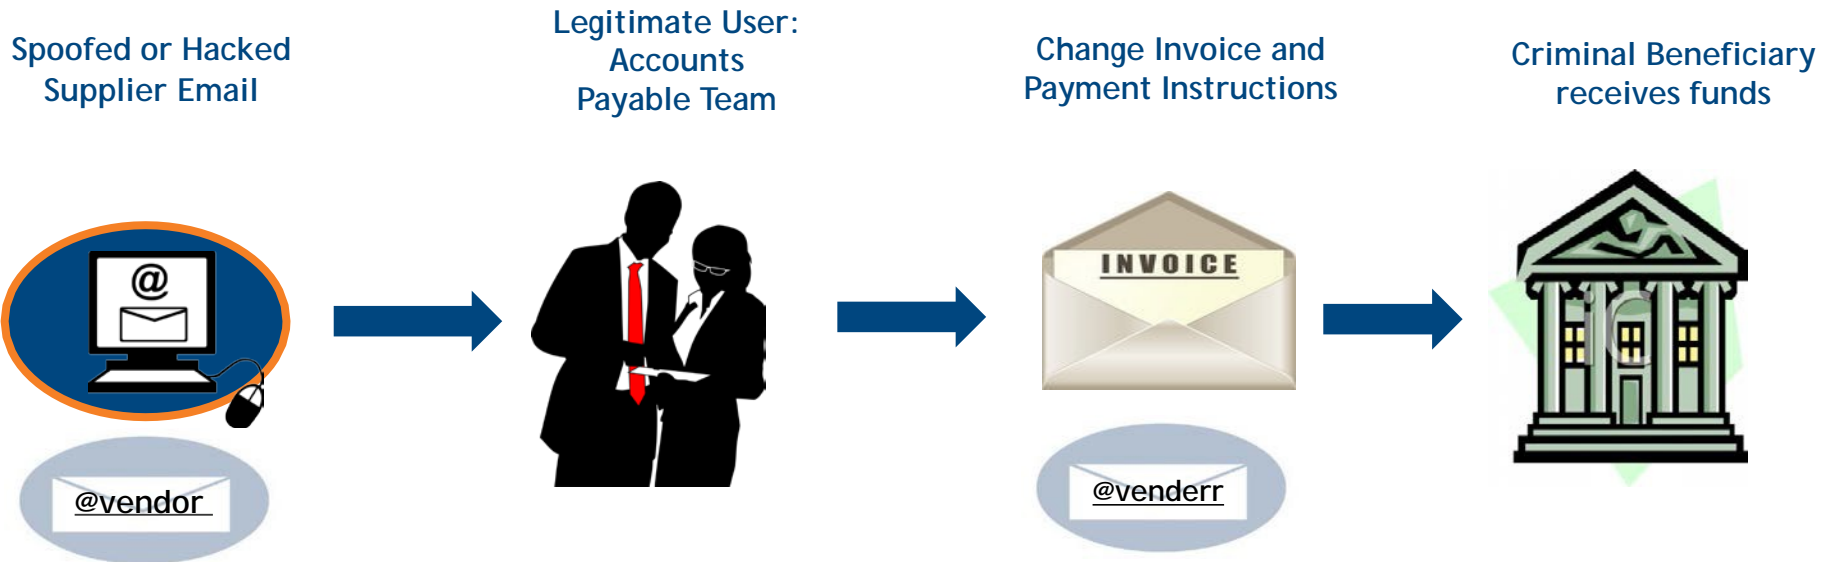 Spoofed or Hacked
Supplier Email
Legitimate User:
Accounts
Payable Team
Change Invoice and
Payment Instructions
Criminal Beneficiary
receives funds
@
INVOICE
ic
@vendor
@venderr